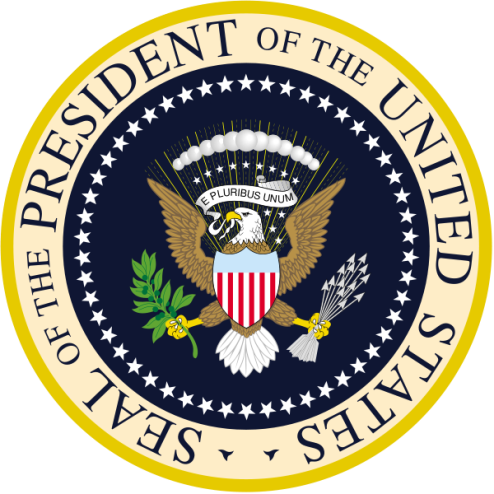 SEAL OF THE PRESIDENT OF THE UNITED STATES
E PLURIBUS UNUM